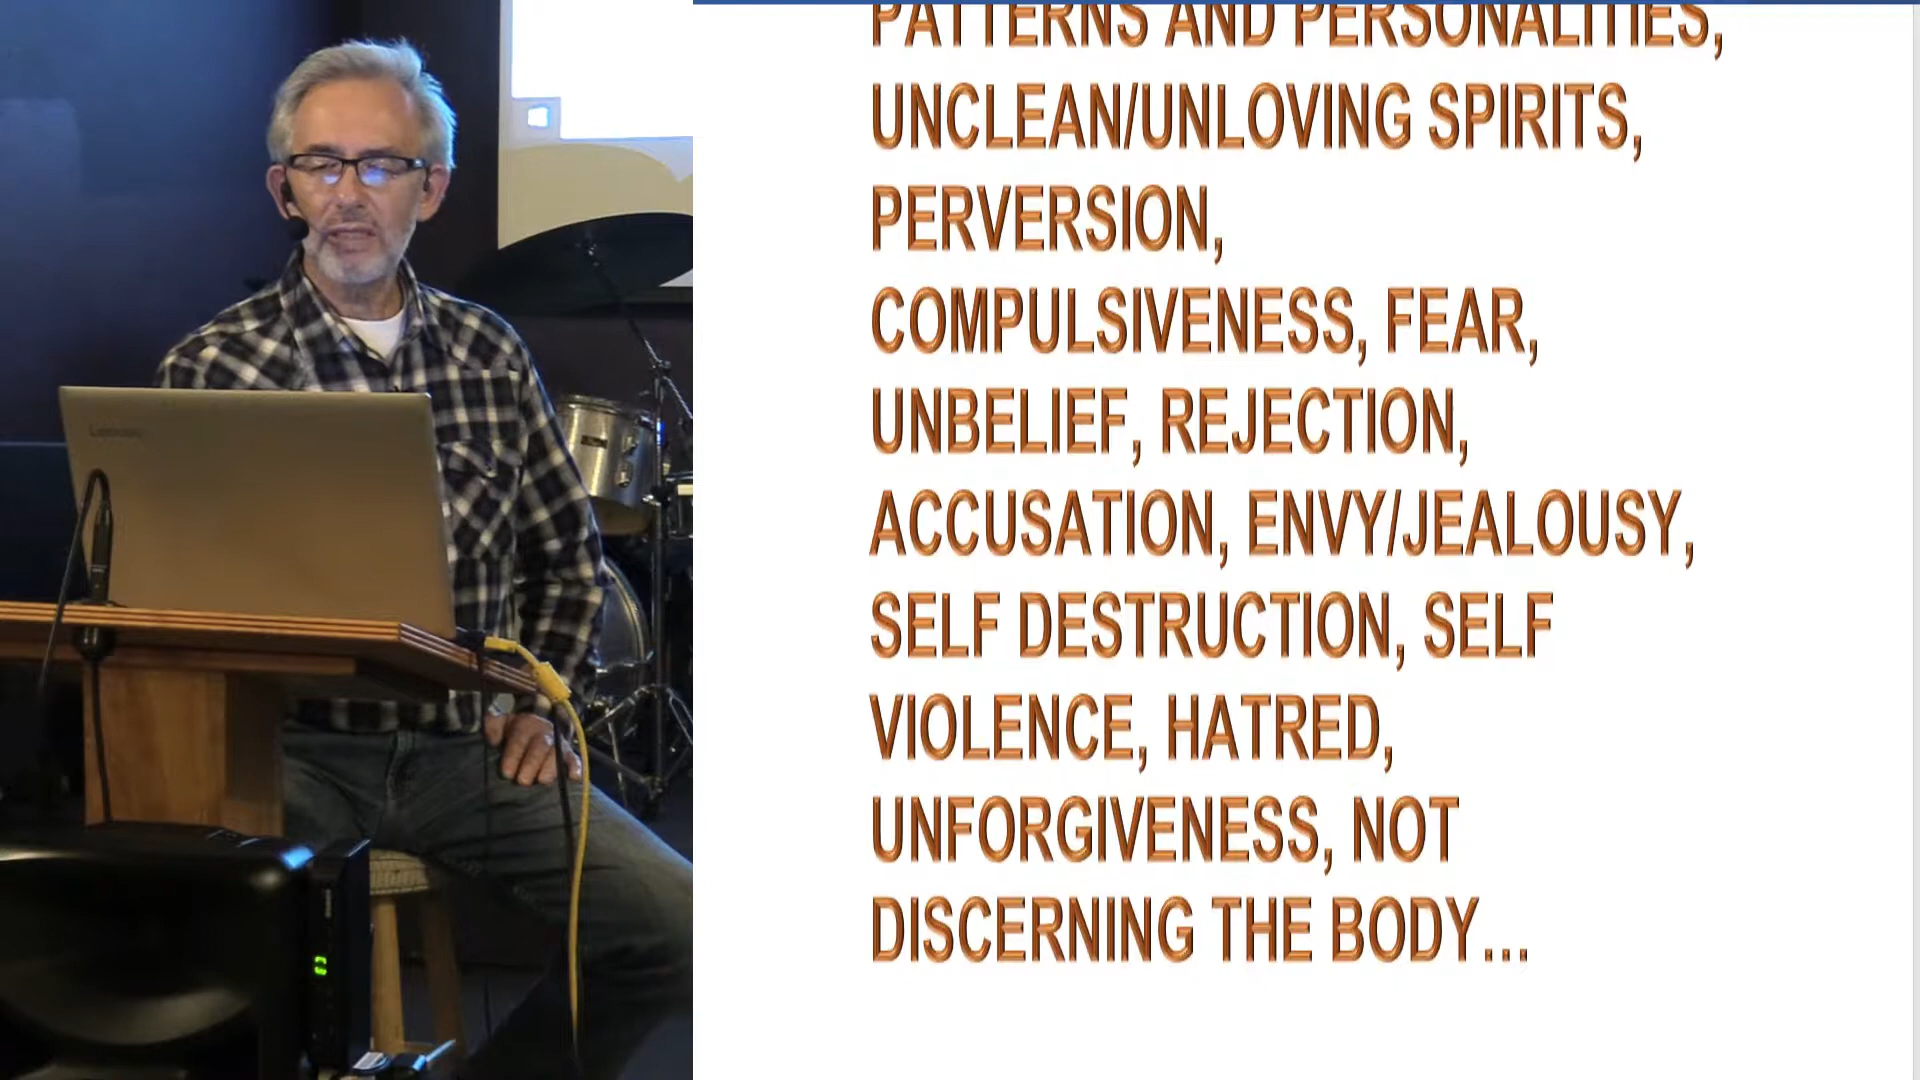 PATTERNS AND PERSONALITIES,
UNCLEAN/UNLOVING SPIRITS,
PERVERSION,
COMPULSIVENESS, FEAR,
UNBELIEF, REJECTION,
ACCUSATION, ENVY/JEALOUSY,
SELF DESTRUCTION, SELF
VIOLENCE, HATRED,
UNFORGIVENESS, NOT
DISCERNING THE BODY...
Lenovo